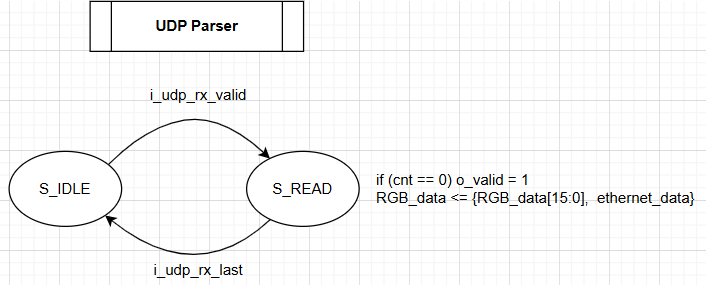 UDP Parser
i_udp_rx_valid
S_IDLE
S_READ
if (cnt == 0) o_valid = 1
RGB_data <= {RGB_data[15:0], ethernet_data}
i_udp_rx_last